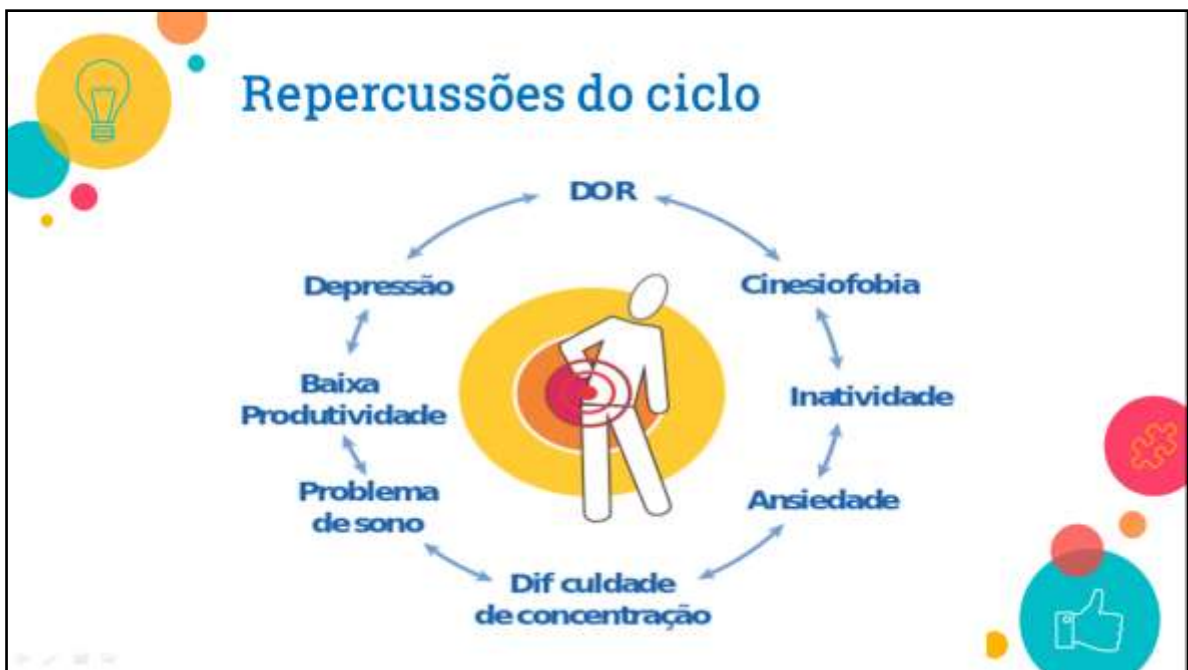 Repercussões do ciclo
DOR
Cinesiofobia
Inatividade
Ansiedade
Dif culdade
de concentração
Problema
de sono
Baixa
Produtividade
Depressão